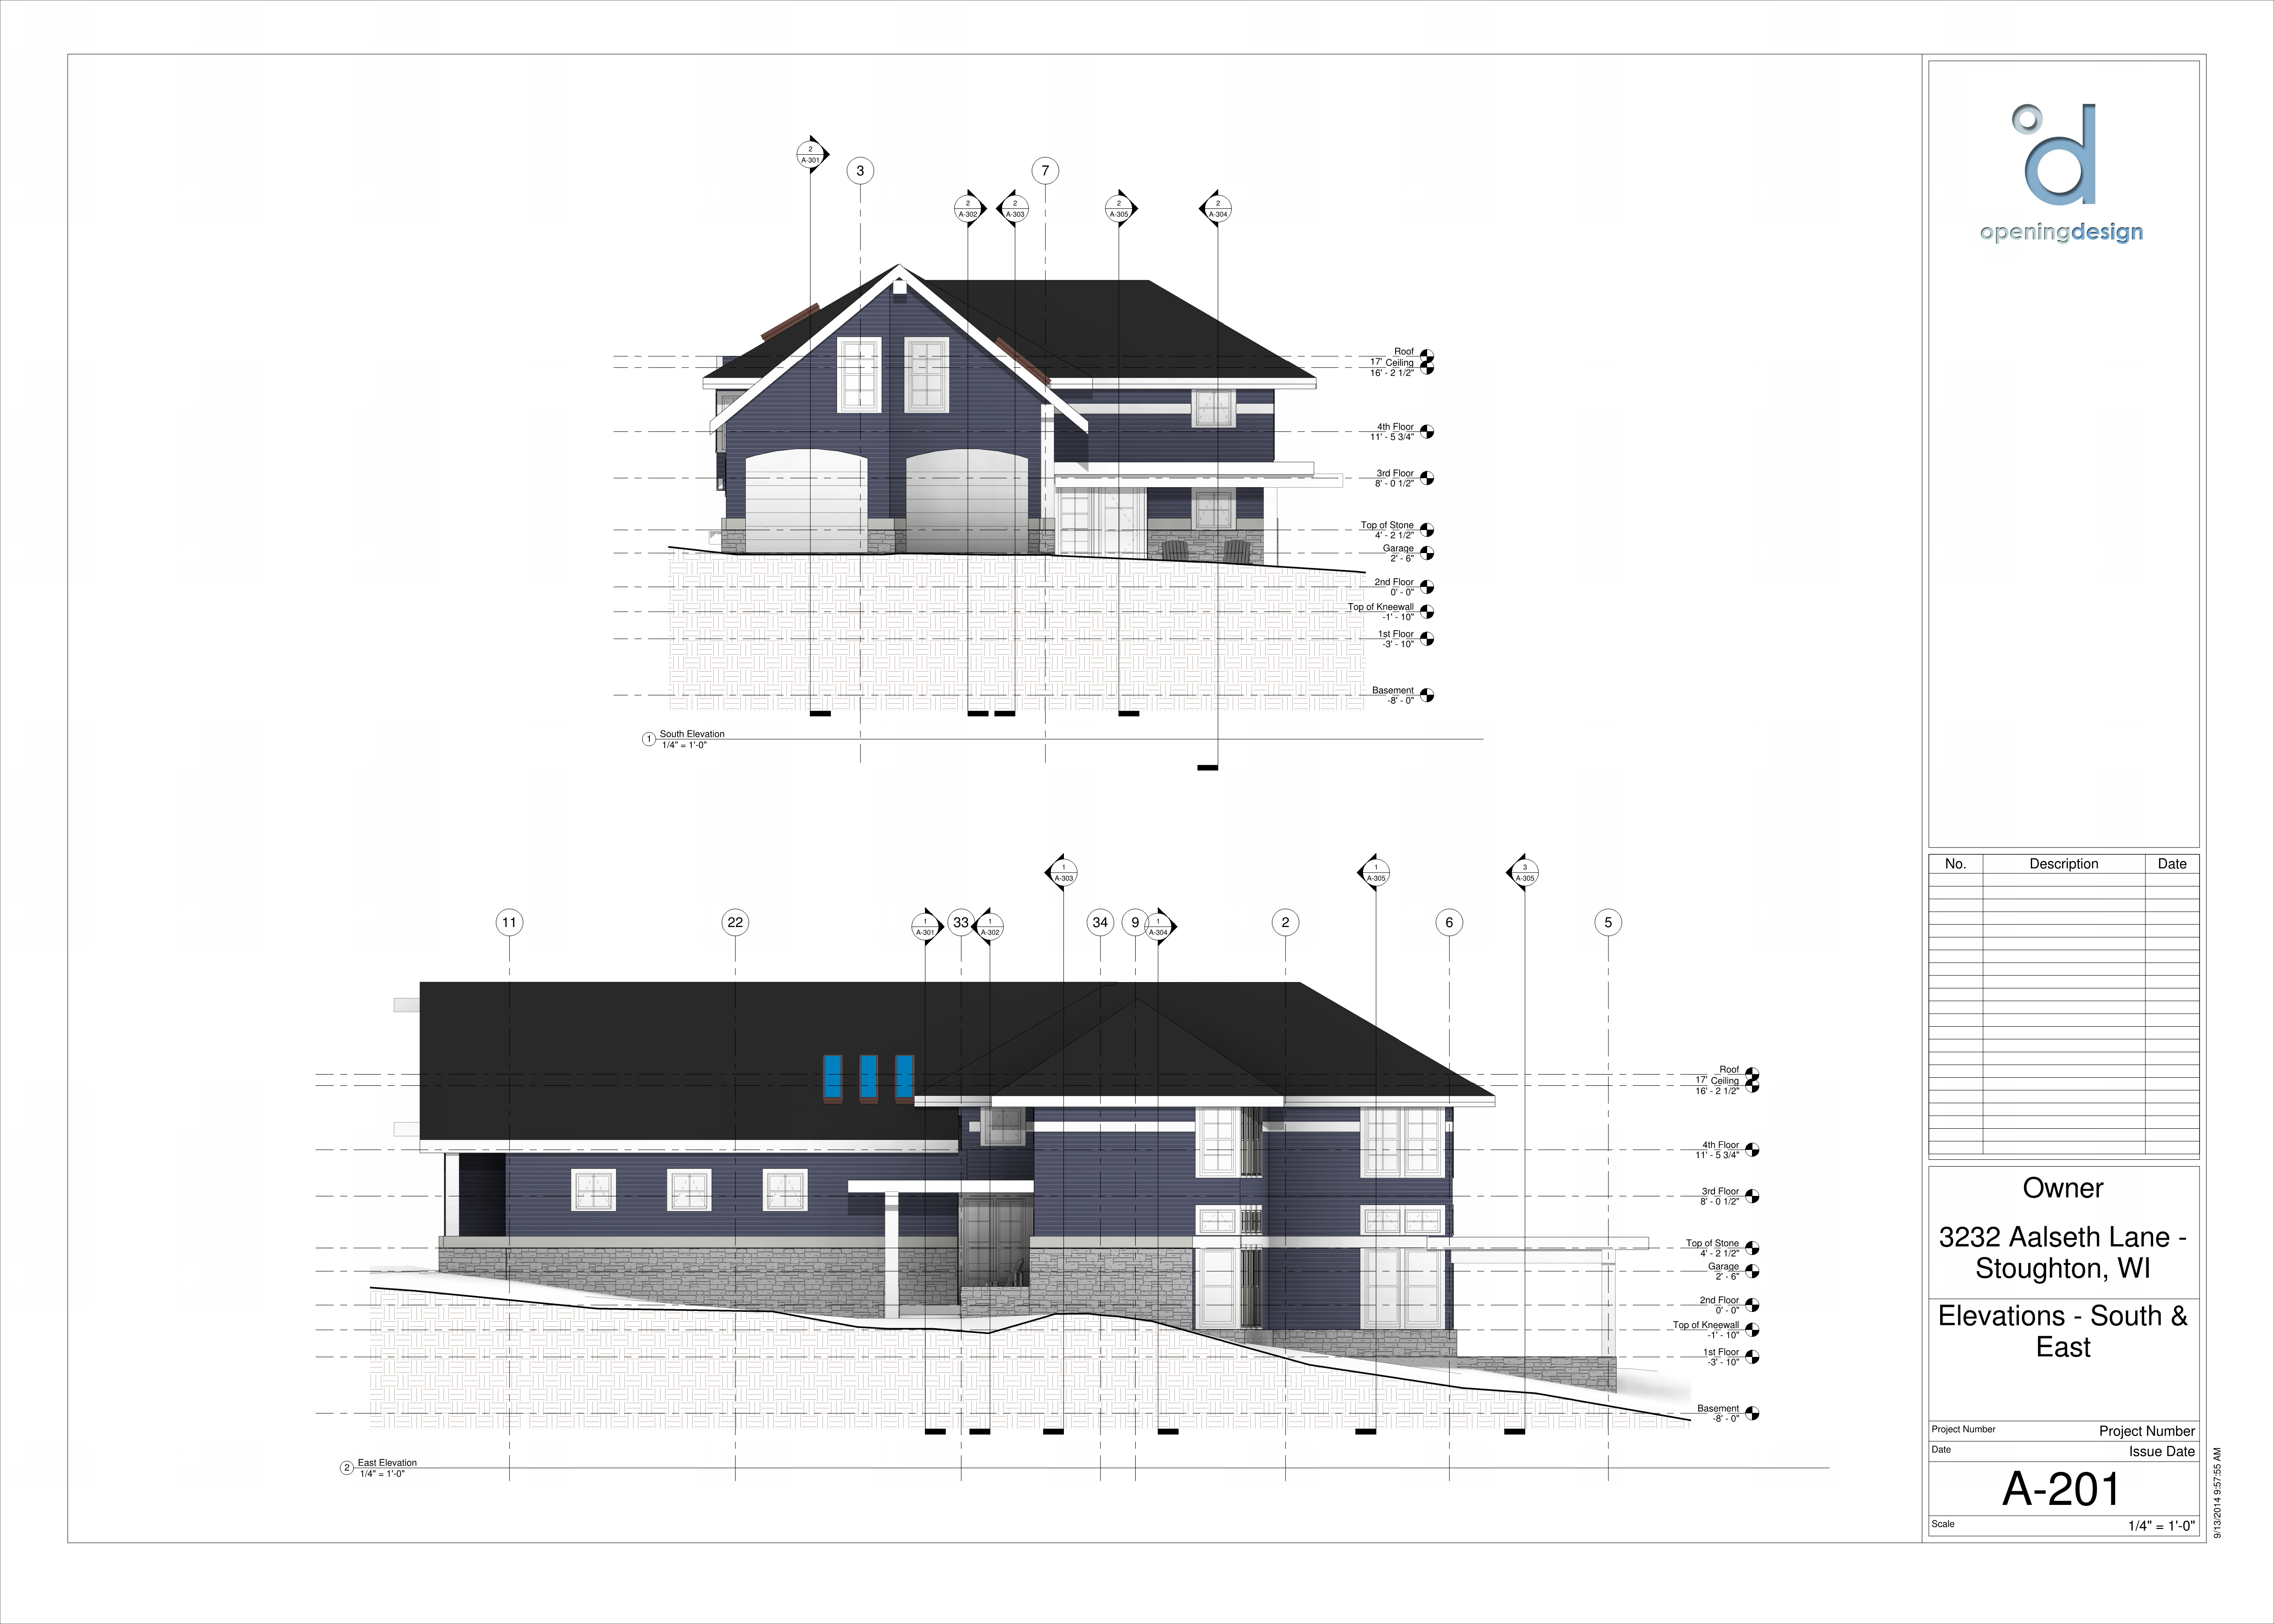 2
A-301
3
7
2
A-302
2
A-303
2
A-305
2
A-304
Roof
17' Ceiling
16' - 2 1/2"
4th Floor
11' - 5 3/4"
3rd Floor
8' - 0 1/2"
Top of Stone
4' - 2 1/2"
Garage
2' - 6"
2nd Floor
0' - 0"
Top of Kneewall
-1' - 10"
1st Floor
-3' - 10"
Basement
-8' - 0"
1
South Elevation
1/4" = 1'-0"
1
A-303
1
A-305
3
A-305
11
22
1
A-301
33
1
A-302
34
9
1
A-304
2
6
5
Roof
17' Ceiling
16' - 2 1/2"
4th Floor
11' - 5 3/4"
3rd Floor
8' - 0 1/2"
Top of Stone
4' - 2 1/2"
Garage
2' - 6"
2nd Floor
0' - 0"
Top of Kneewall
-1' - 10"
1st Floor
-3' - 10"
Basement
-8' - 0"
2
East Elevation
1/4" = 1'-0"
openingdesign
No. Description Date
Owner
3232 Aalseth Lane -
Stoughton, WI
Elevations - South &
East
Project Number Project Number
Date Issue Date
A-201
Scale 1/4" = 1'-0"
9/13/2014 9:57:55 AM